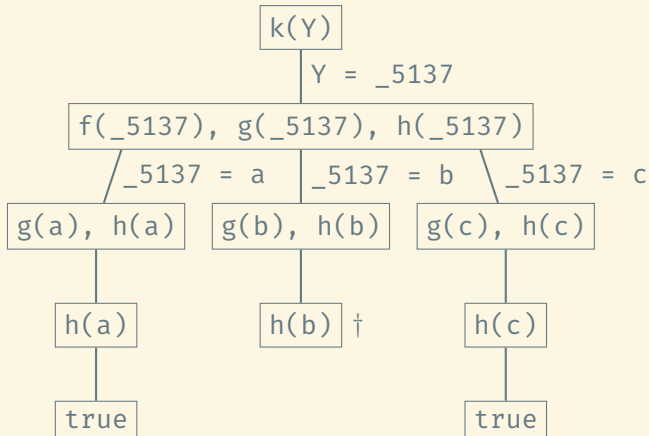 k(Y)
Y = _5137
f(_5137), g(_5137), h(_5137)
_5137 = a
_5137 = b
_5137 = c
g(a), h(a)
g(b), h(b)
g(c), h(c)
h(a)
h(b) †
h(c)
true
true